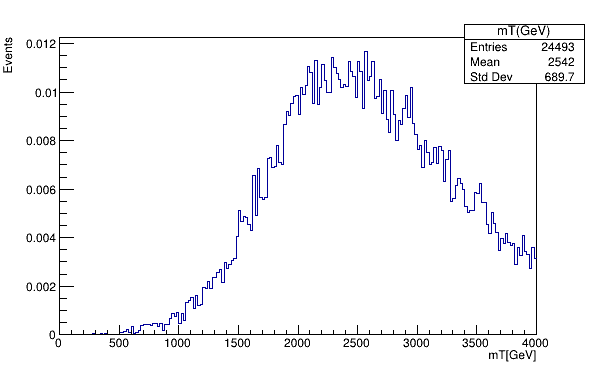 mT(GeV)
Entries 24493
Mean 2542
Std Dev 689.7
Events
0.012
0.01
0.008
0.006
0.004
0.002
0
0 500 1000 1500 2000 2500 3000 3500 4000
mT[GeV]